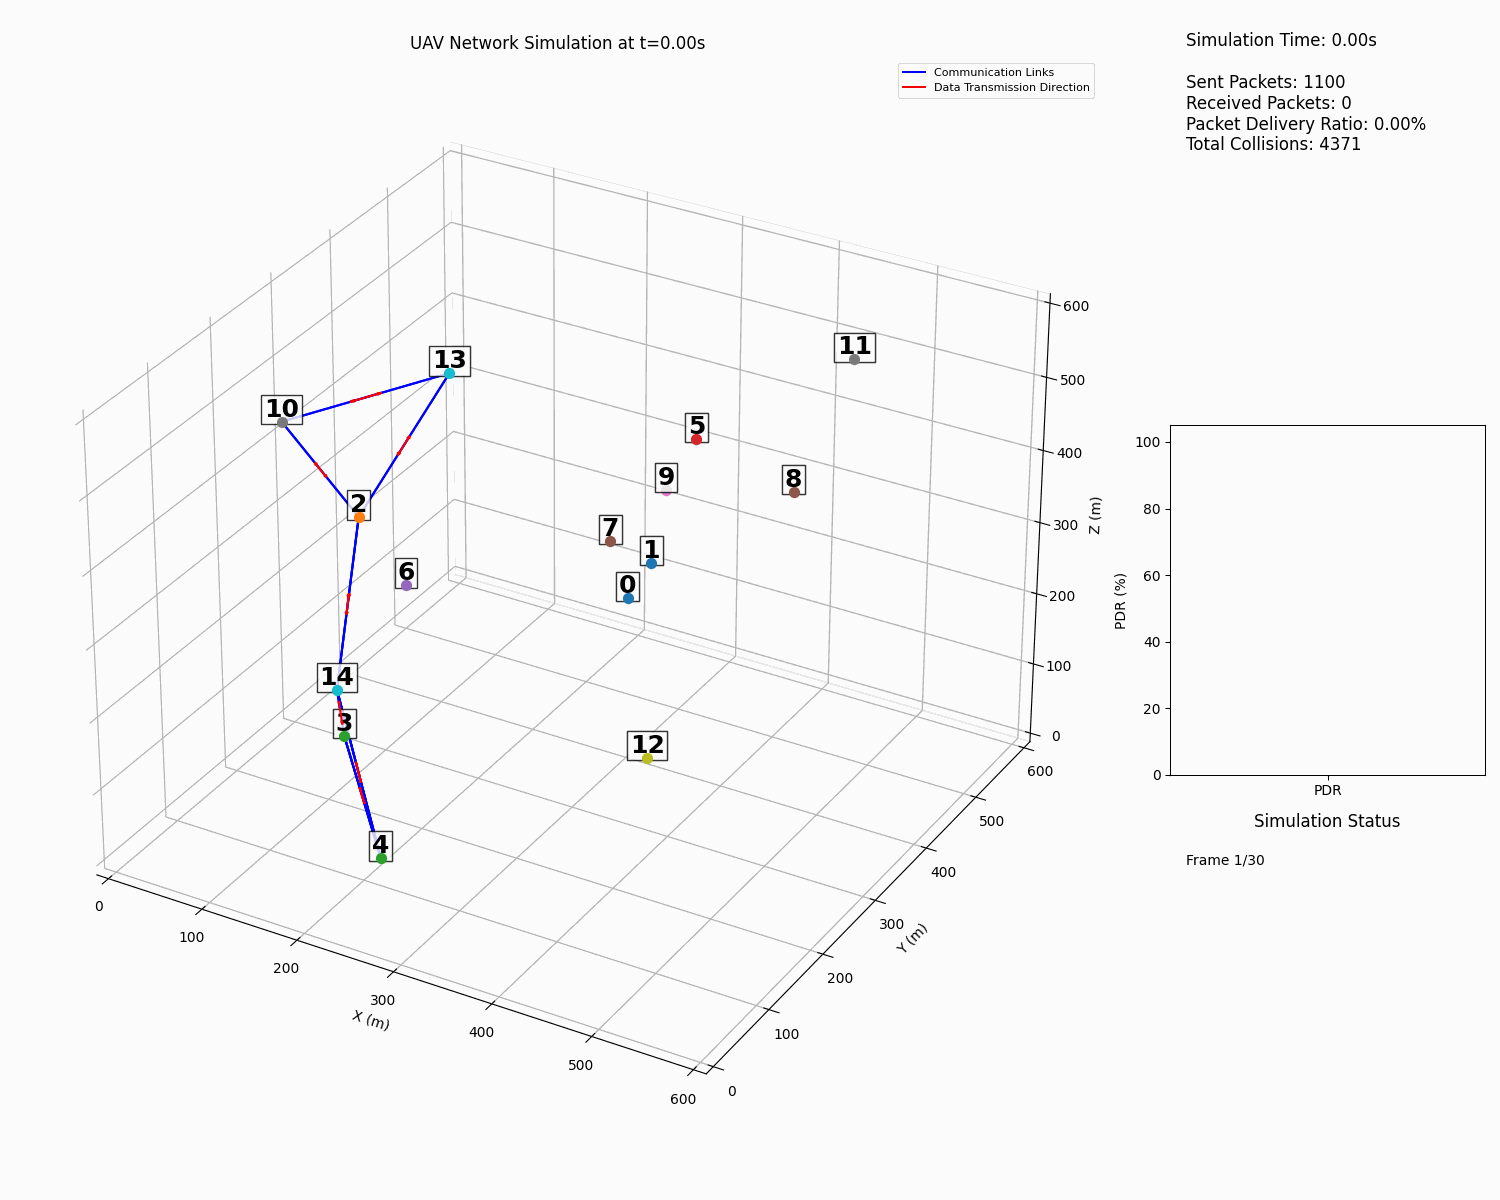 UAV Network Simulation at t=0.00s
Communication Links
Data Transmission Direction
Simulation Time: 0.00s
Sent Packets: 1100
Received Packets: 0
Packet Delivery Ratio: 0.00%
Total Collisions: 4371
13
10
2
6
14
3
4
11
5
9
8
7
1
0
12
0
100
200
300
400
500
600
X (m)
0
100
200
300
400
500
600
Y (m)
0
100
200
300
400
500
600
Z (m)
100
80
60
40
20
0
PDR (%)
PDR
Simulation Status
Frame 1/30